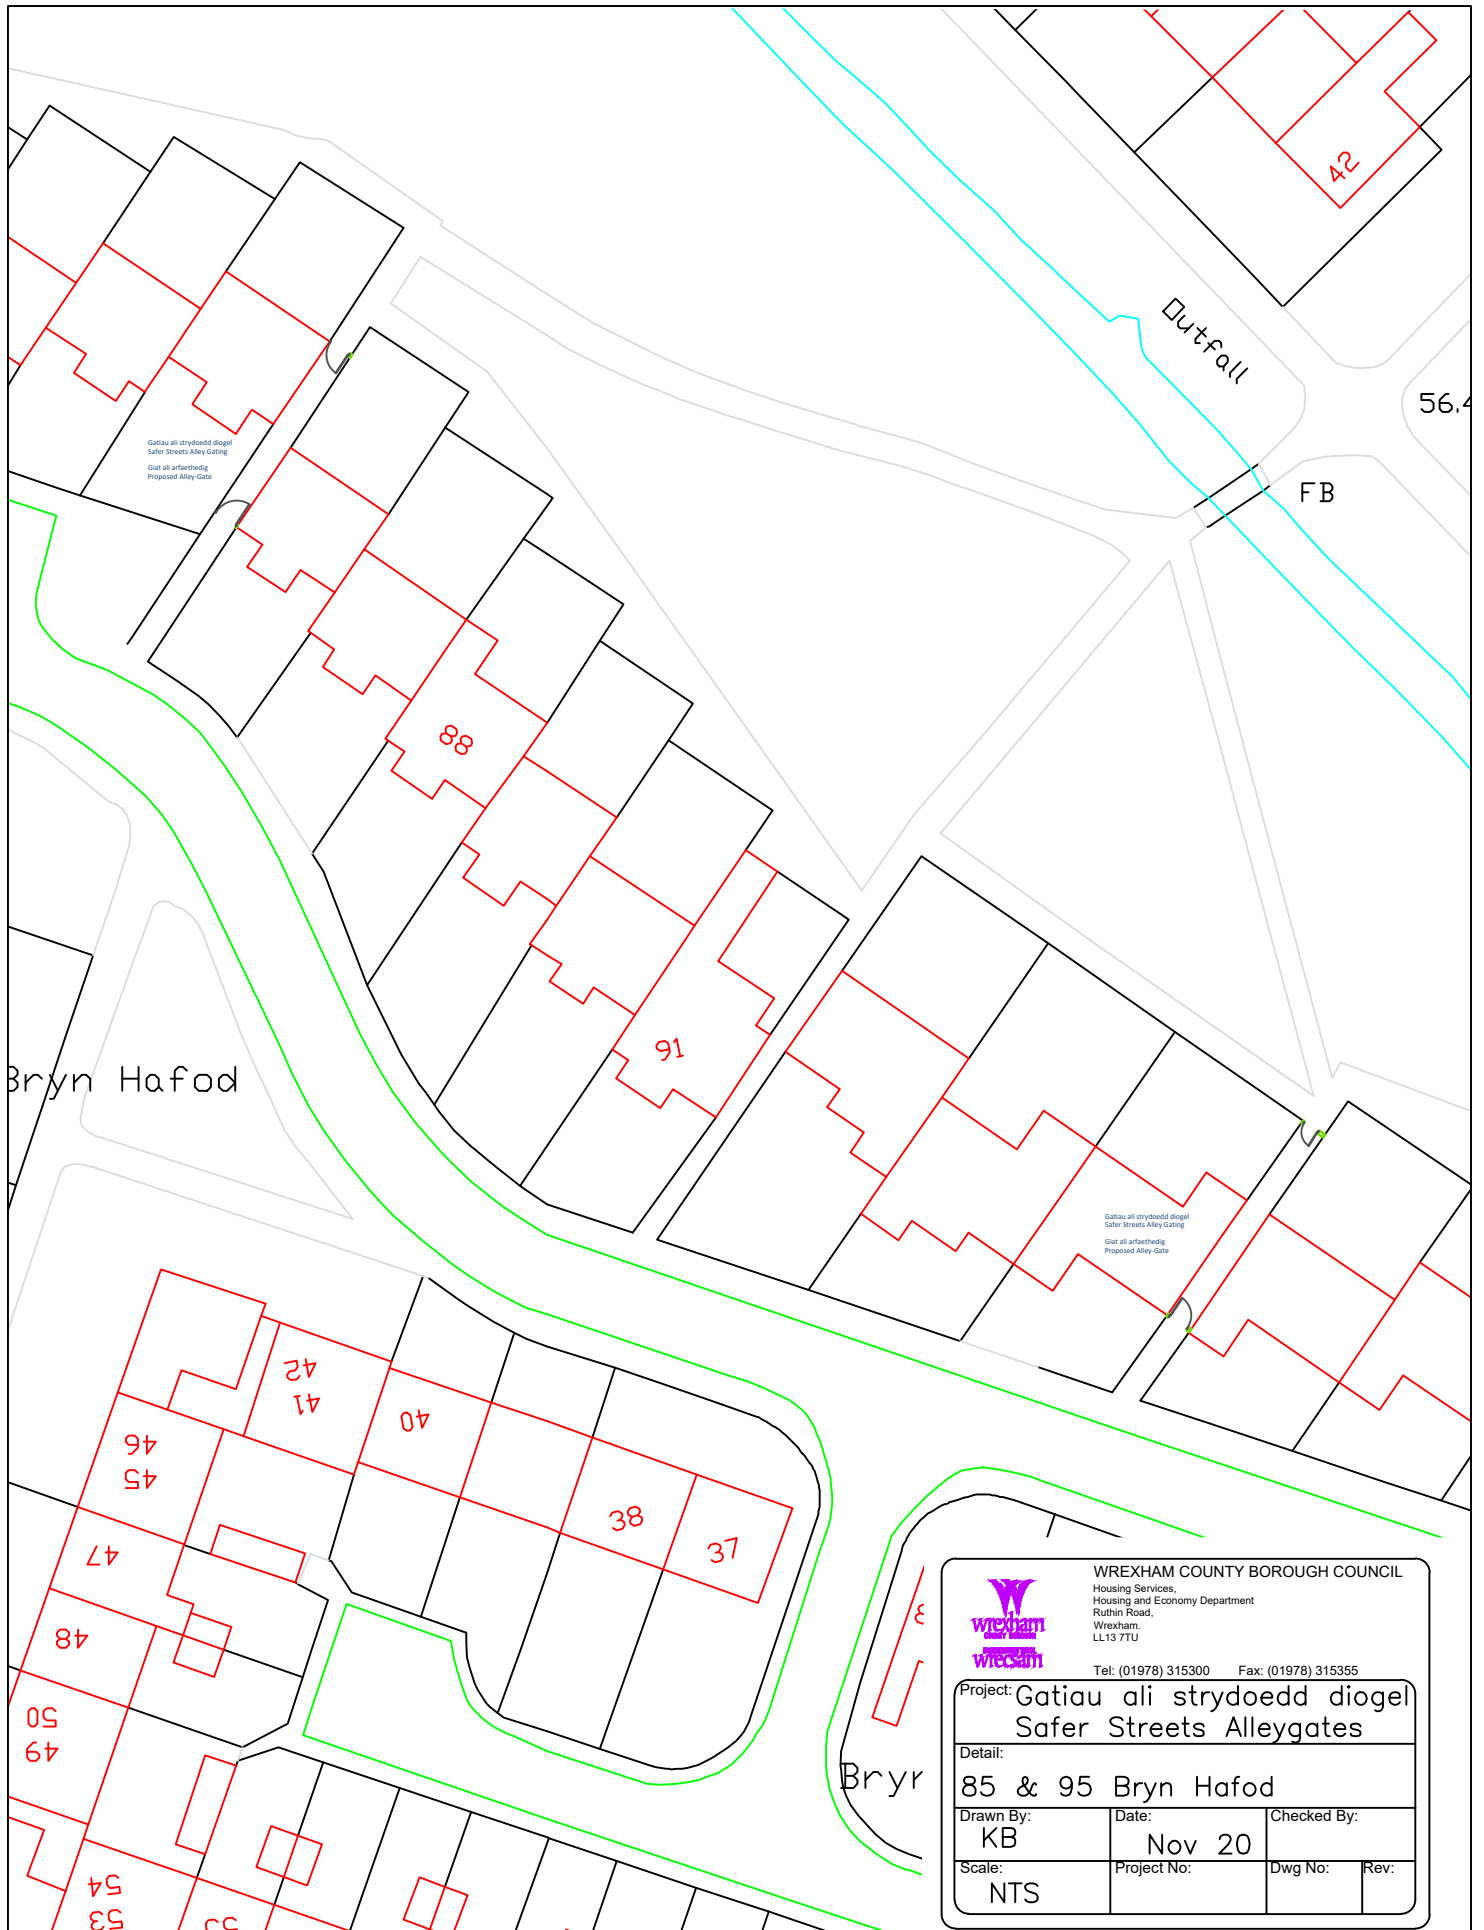 42
Outfall
56.4
FB
Gatiau ali strydoedd diogel
Safer Streets Alley Gating
Giat ali arfaethedig
Proposed Alley-Gate
88
91
Bryn Hafod
Gatiau ali strydoedd diogel
Safer Streets Alley Gating
Giat ali arfaethedig
Proposed Alley-Gate
42
41
40
46
45
38
37
47
48
50
49
54
53
Bryn
WREXHAM COUNTY BOROUGH COUNCIL
Housing Services,
Housing and Economy Department
Ruthin Road,
Wrexham.
LL13 7TU
Tel: (01978) 315300 Fax: (01978) 315355
wrexham
COUNTY BOROUGH
wrecsam
Project: Gatiau ali strydoedd diogel
Safer Streets Alleygates
Detail:
85 & 95 Bryn Hafod
Drawn By: Date: Checked By:
KB Nov 20
Scale: Project No: Dwg No: Rev:
NTS